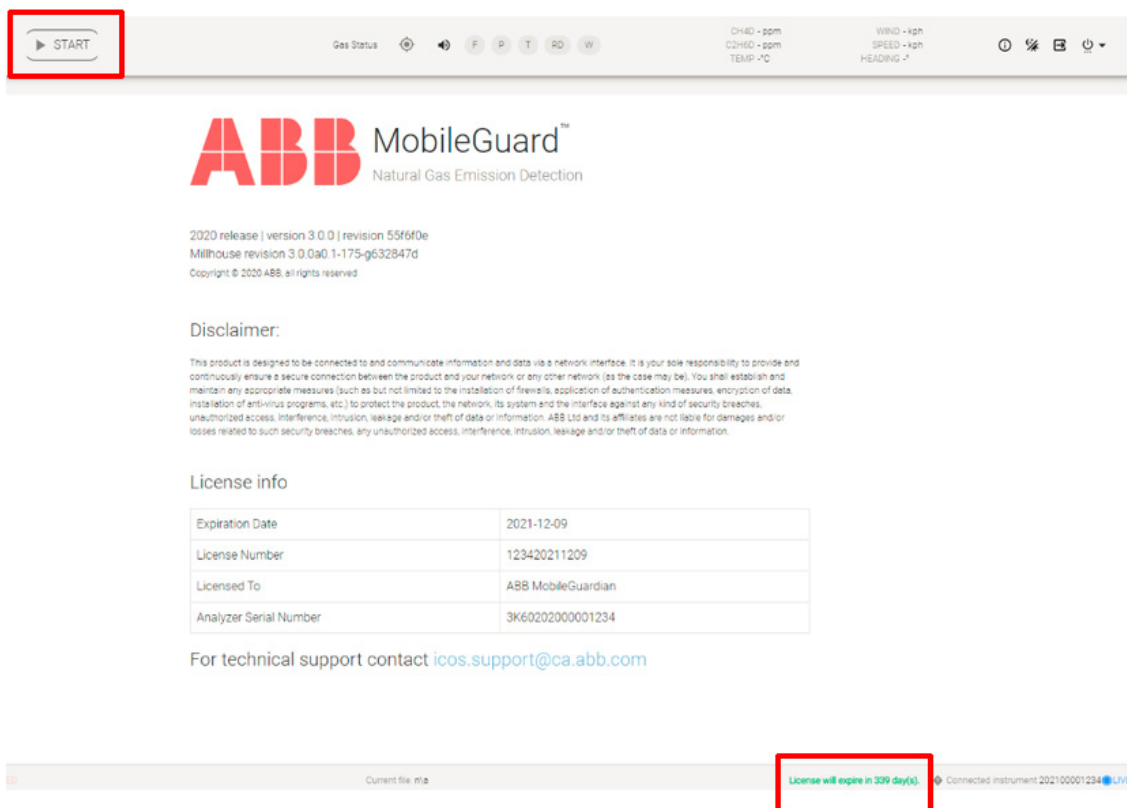 START
Gas Status F P T RD W
CH4D - ppm
C2H6D - ppm
TEMP -°C
WIND - kph
SPEED - kph
HEADING -°
ABB MobileGuard™
Natural Gas Emission Detection
2020 release | version 3.0.0 | revision 55f6f0e
Millhouse revision 3.0.0a0.1-175-g632847d
Copyright © 2020 ABB, all rights reserved
Disclaimer:
This product is designed to be connected to and communicate information and data via a network interface. It is your sole responsibility to provide and
continuously ensure a secure connection between the product and your network or any other network (as the case may be). You shall establish and
maintain any appropriate measures (such as but not limited to the installation of firewalls, application of authentication measures, encryption of data,
installation of anti-virus programs, etc.) to protect the product, the network, its system and the interface against any kind of security breaches,
unauthorized access, interference, intrusion, leakage and/or theft of data or information. ABB Ltd and its affiliates are not liable for damages and/or
losses related to such security breaches, any unauthorized access, interference, intrusion, leakage and/or theft of data or information.
License info
Expiration Date 2021-12-09
License Number 123420211209
Licensed To ABB MobileGuardian
Analyzer Serial Number 3K60202000001234
For technical support contact icos.support@ca.abb.com
Current file: n\a License will expire in 339 day(s). Connected instrument 202100001234 LIV